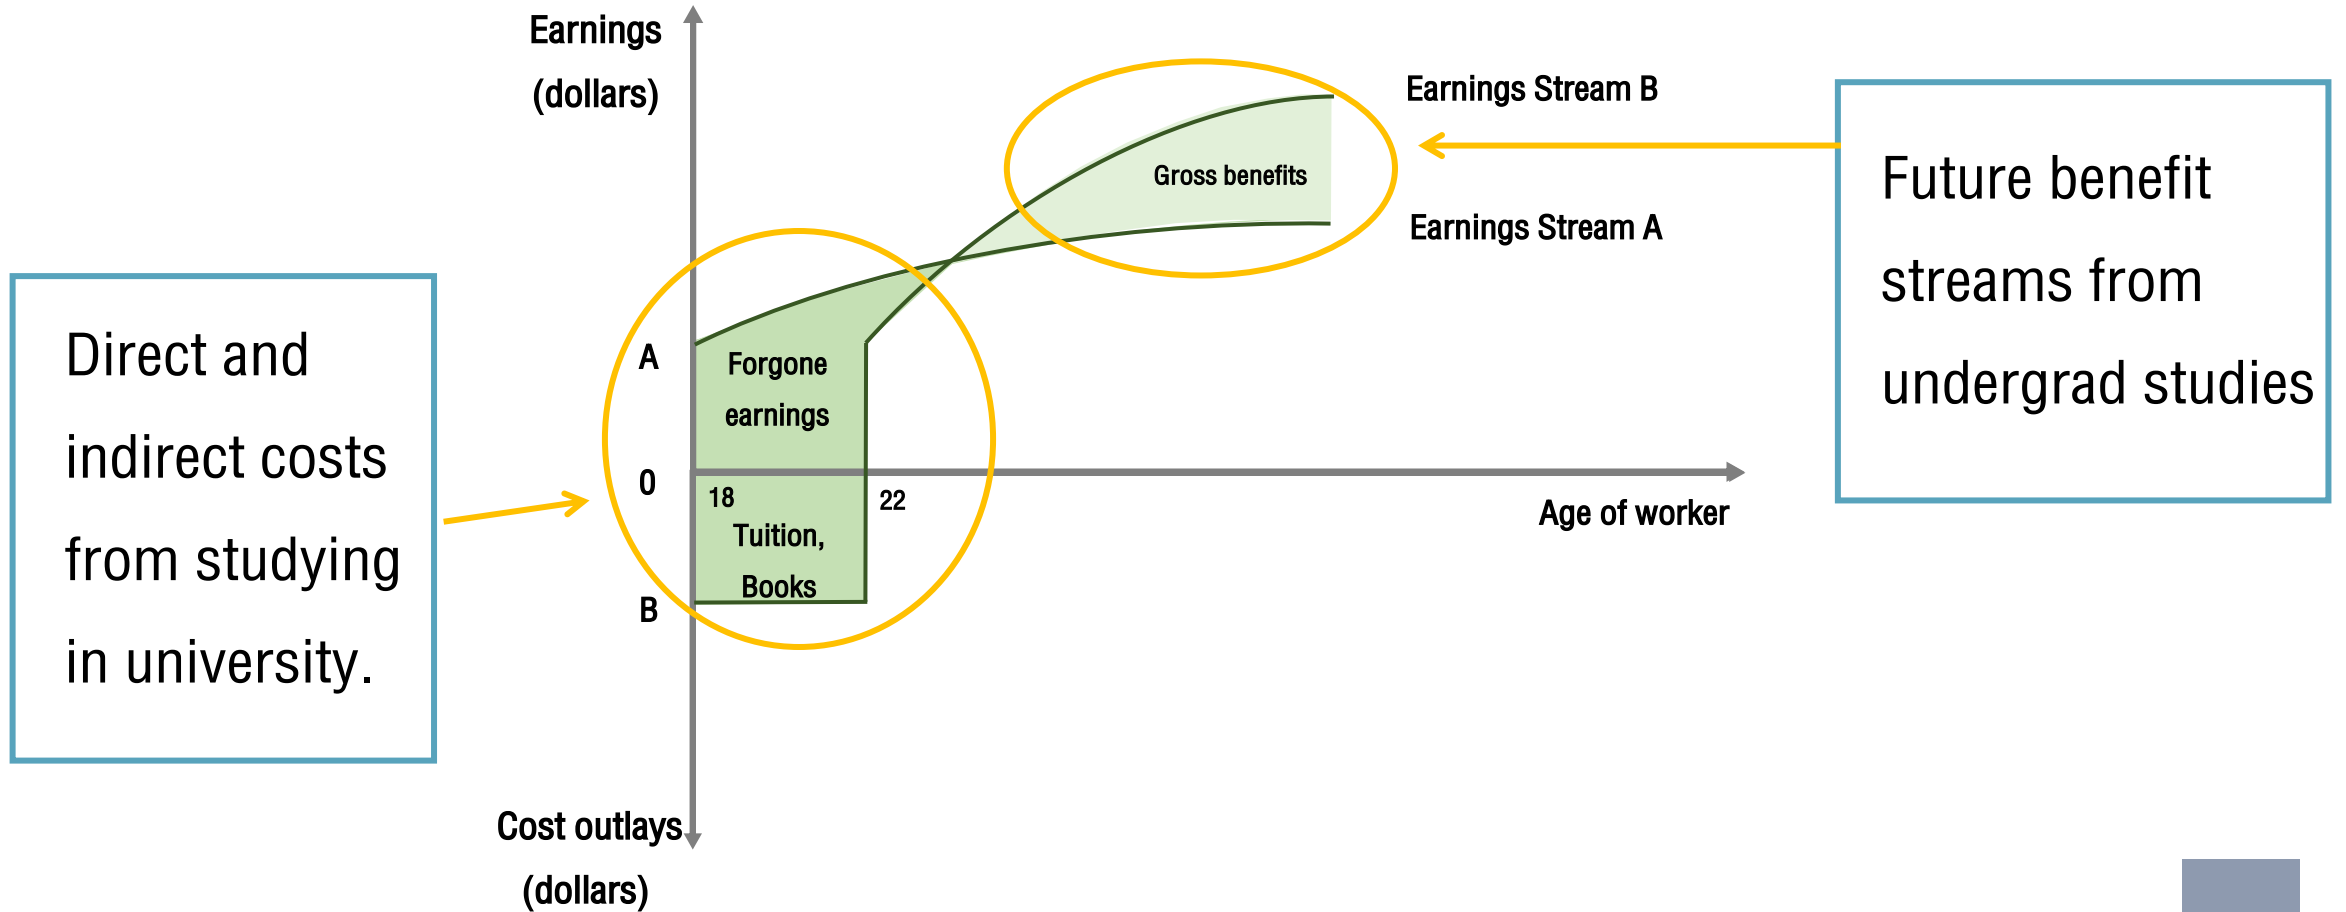 Earnings
(dollars)
Earnings Stream B
Gross benefits
Earnings Stream A
Future benefit
streams from
undergrad studies
Direct and
indirect costs
from studying
in university.
A
Forgone
earnings
0
18
22
Age of worker
Tuition,
Books
B
Cost outlays
(dollars)